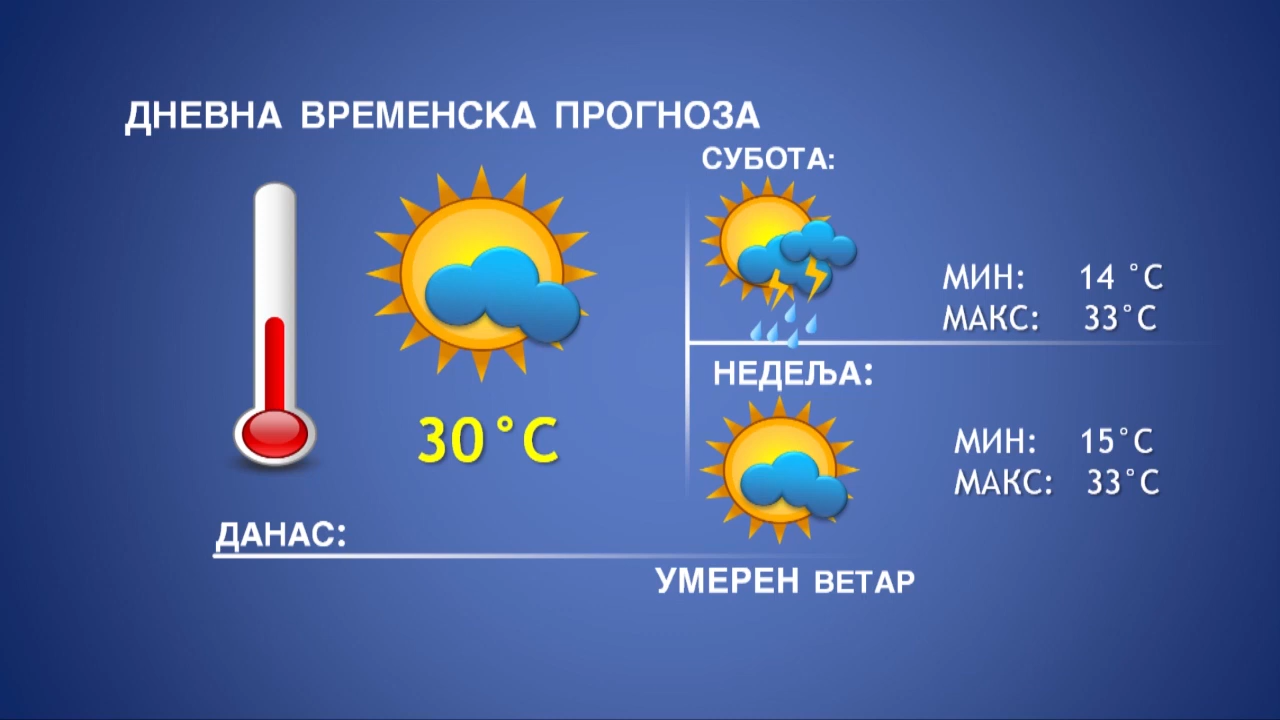 ДНЕВНА ВРЕМЕНСКА ПРОГНОЗА
30°C
ДАНАС:
СУБОТА:
МИН: 14 °C
МАКС: 33°C
НЕДЕЉА:
МИН: 15°C
МАКС: 33°C
УМЕРЕН ВЕТАР